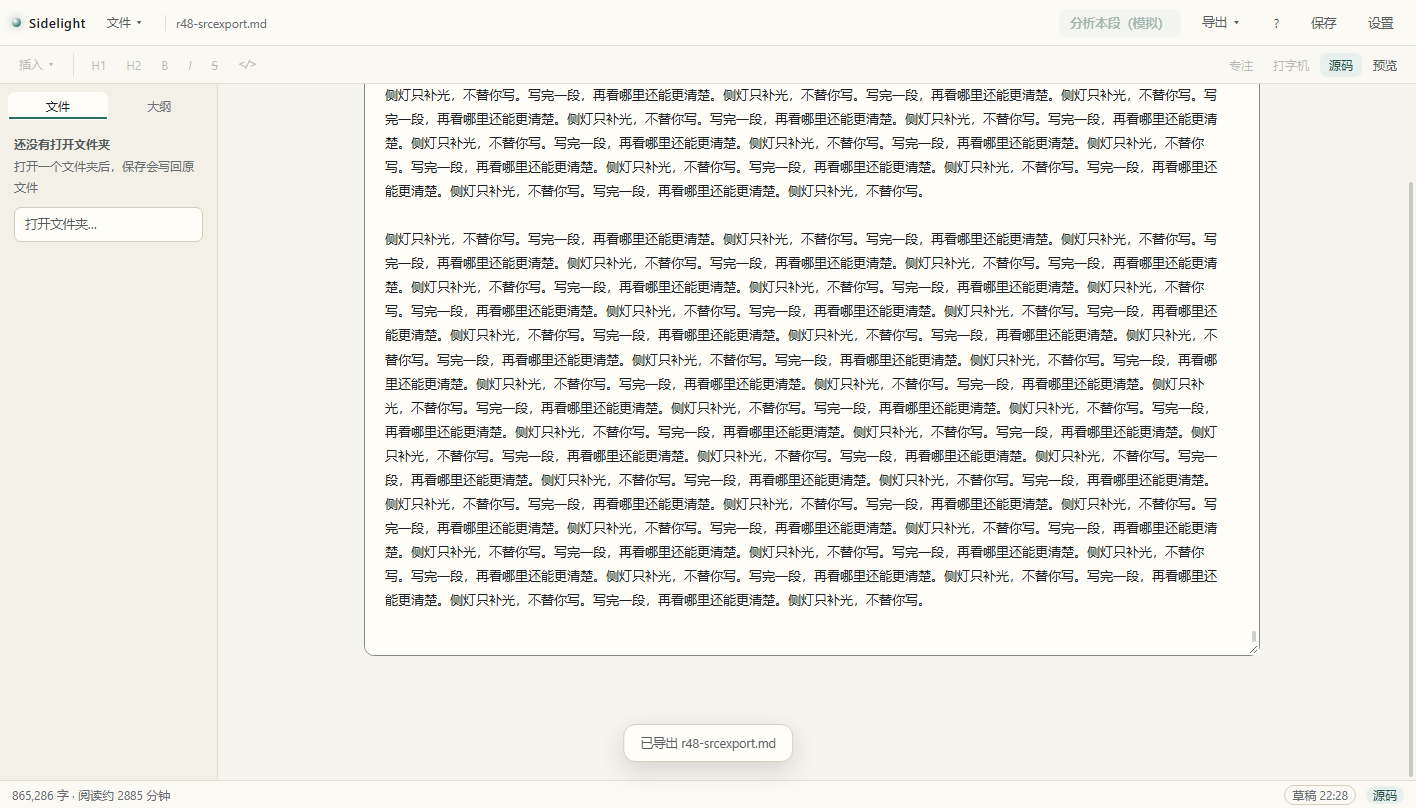 Sidelight 文件 r48-srcexport.md 分析本段（模拟） 导出 ? 保存 设置
插入 H1 H2 B I S </> 专注 打字机 源码 预览
文件 大纲
还没有打开文件夹
打开一个文件夹后，保存会写回原
文件
打开文件夹...
侧灯只补光，不替你写。写完一段，再看哪里还能更清楚。侧灯只补光，不替你写。写完一段，再看哪里还能更清楚。侧灯只补光，不替你写。写
完一段，再看哪里还能更清楚。侧灯只补光，不替你写。写完一段，再看哪里还能更清楚。侧灯只补光，不替你写。写完一段，再看哪里还能更清
楚。侧灯只补光，不替你写。写完一段，再看哪里还能更清楚。侧灯只补光，不替你写。写完一段，再看哪里还能更清楚。侧灯只补光，不替你
写。写完一段，再看哪里还能更清楚。侧灯只补光，不替你写。写完一段，再看哪里还能更清楚。侧灯只补光，不替你写。写完一段，再看哪里还
能更清楚。侧灯只补光，不替你写。写完一段，再看哪里还能更清楚。侧灯只补光，不替你写。
侧灯只补光，不替你写。写完一段，再看哪里还能更清楚。侧灯只补光，不替你写。写完一段，再看哪里还能更清楚。侧灯只补光，不替你写。写
完一段，再看哪里还能更清楚。侧灯只补光，不替你写。写完一段，再看哪里还能更清楚。侧灯只补光，不替你写。写完一段，再看哪里还能更清
楚。侧灯只补光，不替你写。写完一段，再看哪里还能更清楚。侧灯只补光，不替你写。写完一段，再看哪里还能更清楚。侧灯只补光，不替你
写。写完一段，再看哪里还能更清楚。侧灯只补光，不替你写。写完一段，再看哪里还能更清楚。侧灯只补光，不替你写。写完一段，再看哪里还
能更清楚。侧灯只补光，不替你写。写完一段，再看哪里还能更清楚。侧灯只补光，不替你写。写完一段，再看哪里还能更清楚。侧灯只补光，不
替你写。写完一段，再看哪里还能更清楚。侧灯只补光，不替你写。写完一段，再看哪里还能更清楚。侧灯只补光，不替你写。写完一段，再看哪
里还能更清楚。侧灯只补光，不替你写。写完一段，再看哪里还能更清楚。侧灯只补光，不替你写。写完一段，再看哪里还能更清楚。侧灯只补
光，不替你写。写完一段，再看哪里还能更清楚。侧灯只补光，不替你写。写完一段，再看哪里还能更清楚。侧灯只补光，不替你写。写完一段，
再看哪里还能更清楚。侧灯只补光，不替你写。写完一段，再看哪里还能更清楚。侧灯只补光，不替你写。写完一段，再看哪里还能更清楚。侧灯
只补光，不替你写。写完一段，再看哪里还能更清楚。侧灯只补光，不替你写。写完一段，再看哪里还能更清楚。侧灯只补光，不替你写。写完一
段，再看哪里还能更清楚。侧灯只补光，不替你写。写完一段，再看哪里还能更清楚。侧灯只补光，不替你写。写完一段，再看哪里还能更清楚。
侧灯只补光，不替你写。写完一段，再看哪里还能更清楚。侧灯只补光，不替你写。写完一段，再看哪里还能更清楚。侧灯只补光，不替你写。写
完一段，再看哪里还能更清楚。侧灯只补光，不替你写。写完一段，再看哪里还能更清楚。侧灯只补光，不替你写。写完一段，再看哪里还能更清
楚。侧灯只补光，不替你写。写完一段，再看哪里还能更清楚。侧灯只补光，不替你写。写完一段，再看哪里还能更清楚。侧灯只补光，不替你
写。写完一段，再看哪里还能更清楚。侧灯只补光，不替你写。写完一段，再看哪里还能更清楚。侧灯只补光，不替你写。写完一段，再看哪里还
能更清楚。侧灯只补光，不替你写。写完一段，再看哪里还能更清楚。侧灯只补光，不替你写。
已导出 r48-srcexport.md
865,286 字 · 阅读约 2885 分钟 草稿 22:28 源码